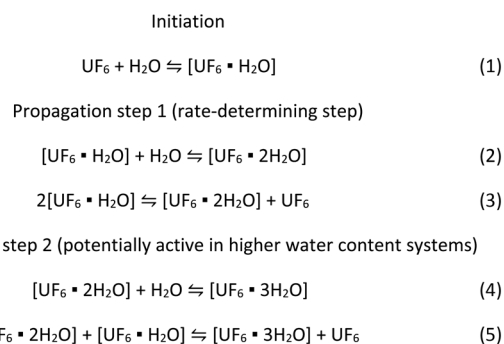 Initiation
UF₆ + H₂O ⇋ [UF₆ ▪ H₂O] (1)
Propagation step 1 (rate-determining step)
[UF₆ ▪ H₂O] + H₂O ⇋ [UF₆ ▪ 2H₂O] (2)
2[UF₆ ▪ H₂O] ⇋ [UF₆ ▪ 2H₂O] + UF₆ (3)
step 2 (potentially active in higher water content systems)
[UF₆ ▪ 2H₂O] + H₂O ⇋ [UF₆ ▪ 3H₂O] (4)
F₆ ▪ 2H₂O] + [UF₆ ▪ H₂O] ⇋ [UF₆ ▪ 3H₂O] + UF₆ (5)